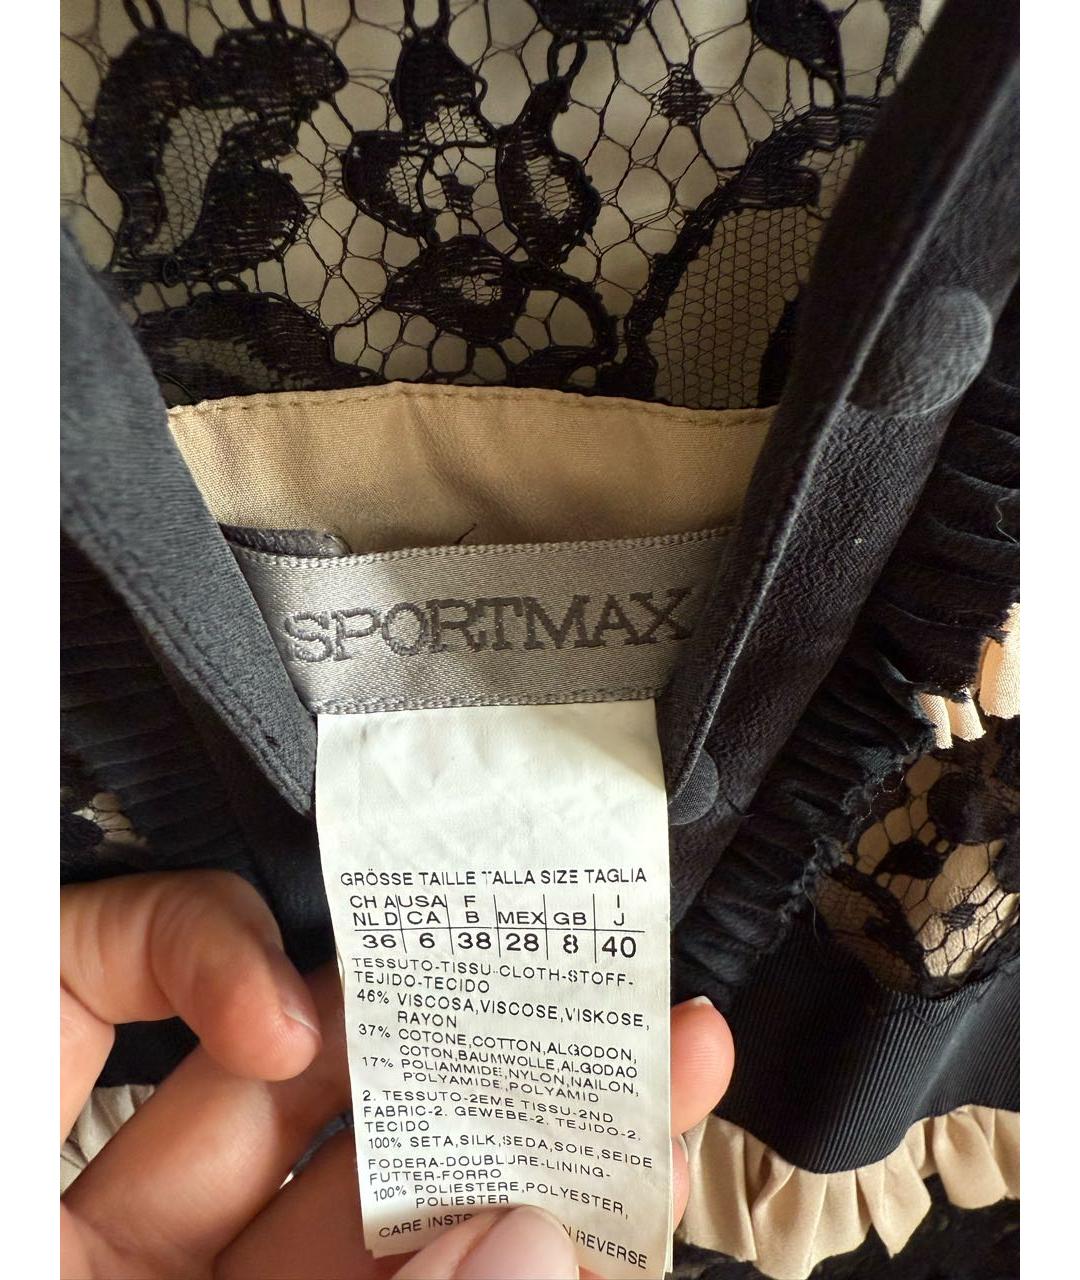 SPORTMAX
GRÖSSE TAILLE TALLA SIZE TAGLIA
CH A USA F I
NL D CA B MEX GB J
36 6 38 28 8 40
TESSUTO-TISSU-CLOTH-STOFF-
TEJIDO-TECIDO
46% VISCOSA,VISCOSE,VISKOSE,
RAYON
37% COTONE,COTTON,ALGODON,
COTON,BAUMWOLLE,ALGODAO
17% POLIAMMIDE,NYLON,NAILON,
POLYAMIDE,POLYAMID
2. TESSUTO-2EME TISSU-2ND
FABRIC-2. GEWEBE-2. TEJIDO-2.
TECIDO
100% SETA,SILK,SEDA,SOIE,SEIDE
FODERA-DOUBLURE-LINING-
FUTTER-FORRO
100% POLIESTERE,POLYESTER,
POLIESTER
CARE REVERSE